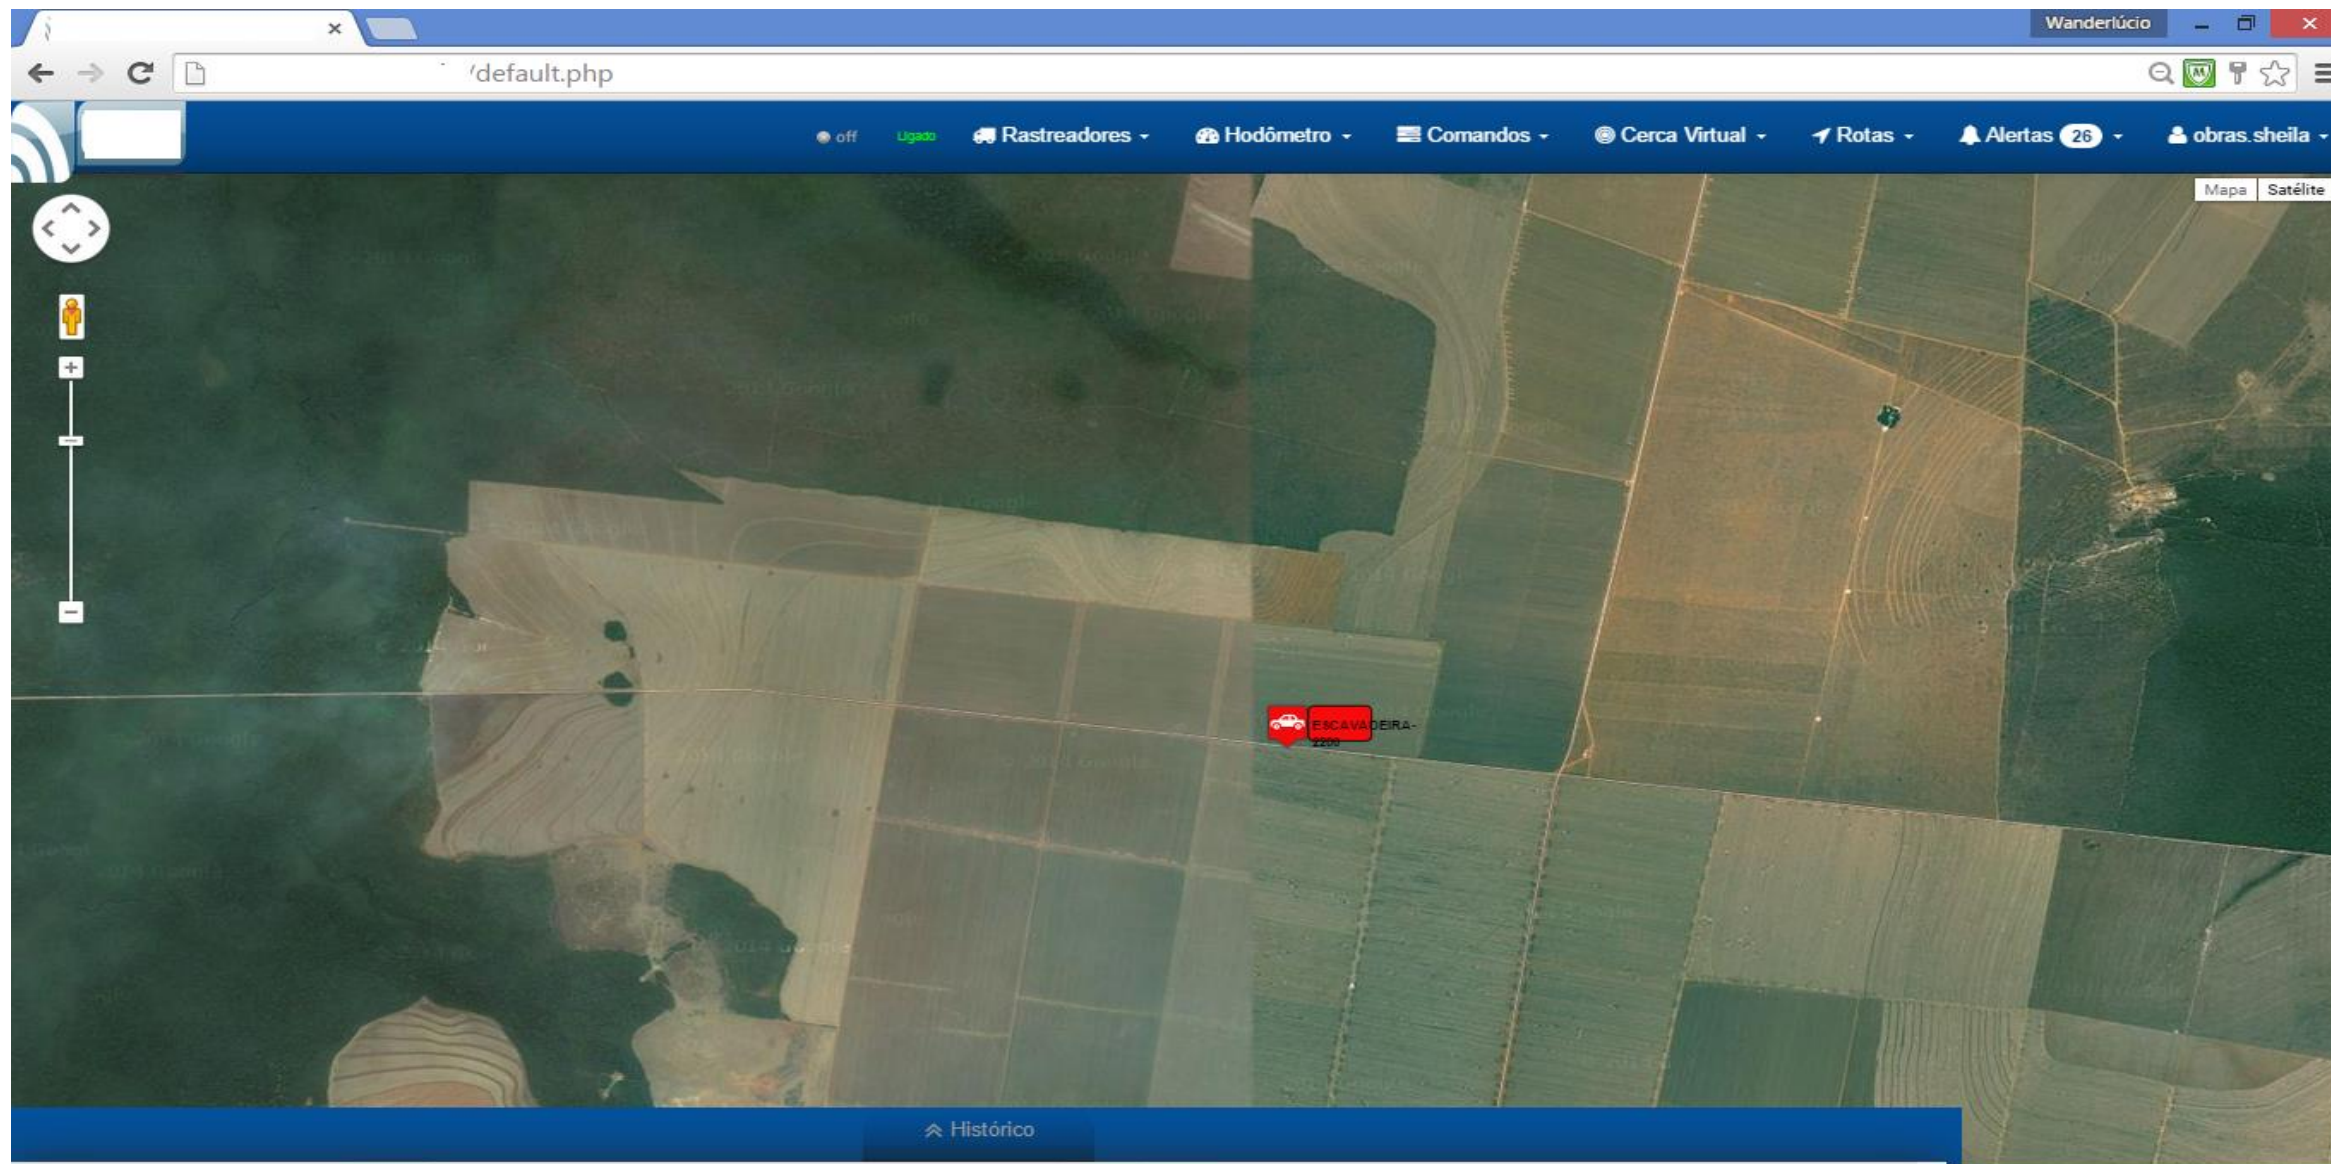 Wanderlúcio
/default.php
off Ligado Rastreadores Hodômetro Comandos Cerca Virtual Rotas Alertas 26 obras.sheila
Mapa Satélite
ESCAVADEIRA-
2200
Histórico